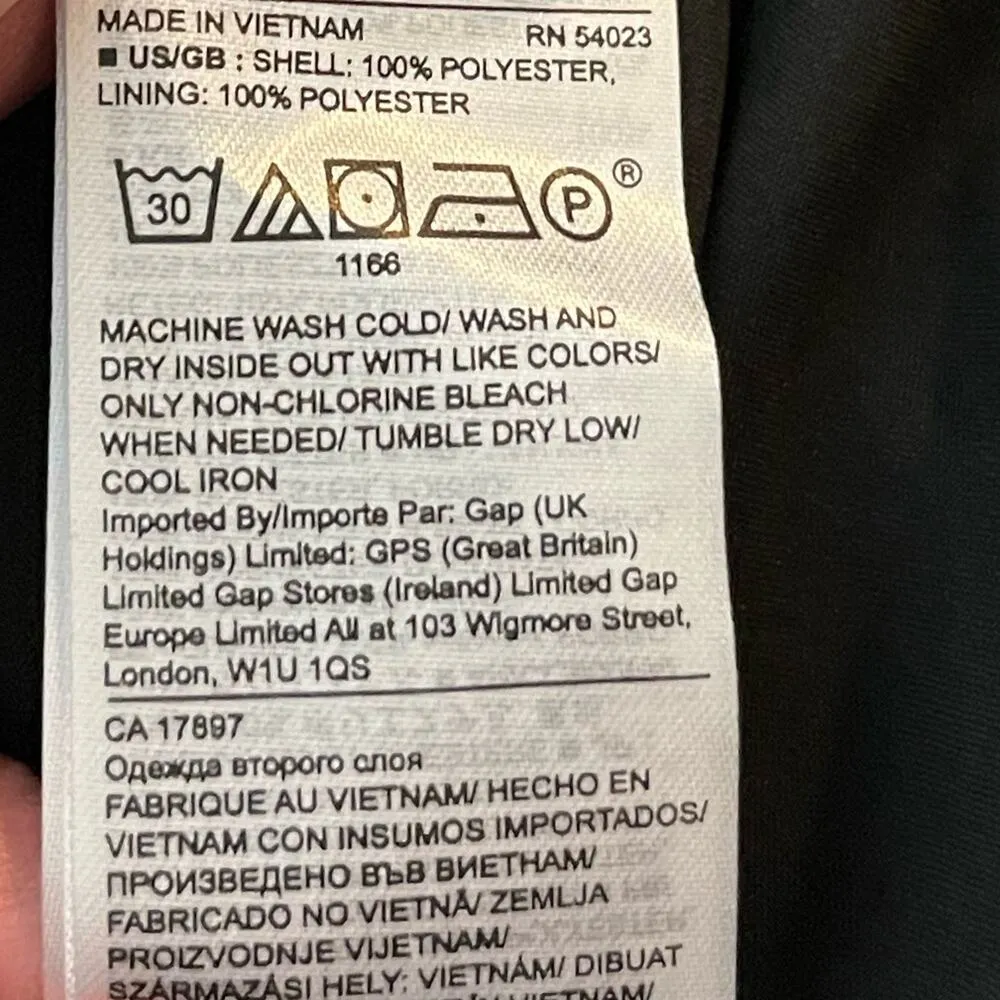 MADE IN VIETNAM RN 54023
US/GB : SHELL: 100% POLYESTER,
LINING: 100% POLYESTER
30 P ®
1166
MACHINE WASH COLD/ WASH AND
DRY INSIDE OUT WITH LIKE COLORS/
ONLY NON-CHLORINE BLEACH
WHEN NEEDED/ TUMBLE DRY LOW/
COOL IRON
Imported By/Importe Par: Gap (UK
Holdings) Limited: GPS (Great Britain)
Limited Gap Stores (Ireland) Limited Gap
Europe Limited All at 103 Wigmore Street,
London, W1U 1QS
CA 17897
Одежда второго слоя
FABRIQUE AU VIETNAM/ HECHO EN
VIETNAM CON INSUMOS IMPORTADOS/
ПРОИЗВЕДЕНО ВЪВ ВИЕТНАМ/
FABRICADO NO VIETNÃ/ ZEMLJA
PROIZVODNJE VIJETNAM/
SZÁRMAZÁSI HELY: VIETNÁM/ DIBUAT
VIETNAM/